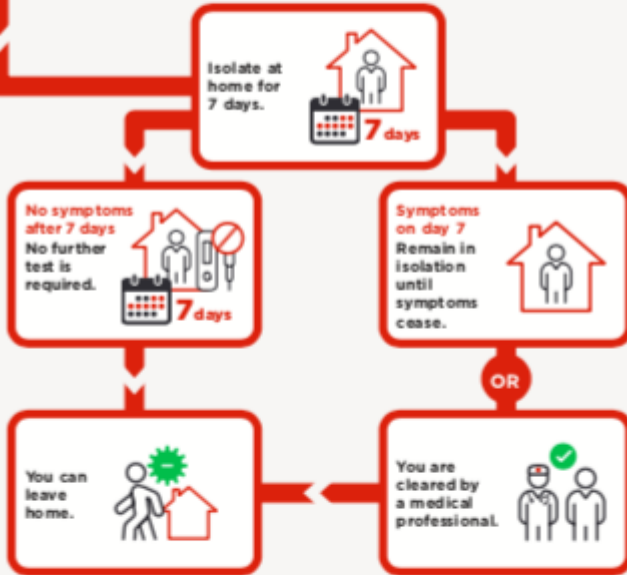 Isolate at
home for
7 days.
7 days
No symptoms
after 7 days
No further
test is
required.
7 days
Symptoms
on day 7
Remain in
isolation
until
symptoms
cease.
OR
You can
leave
home.
You are
cleared by
a medical
professional.